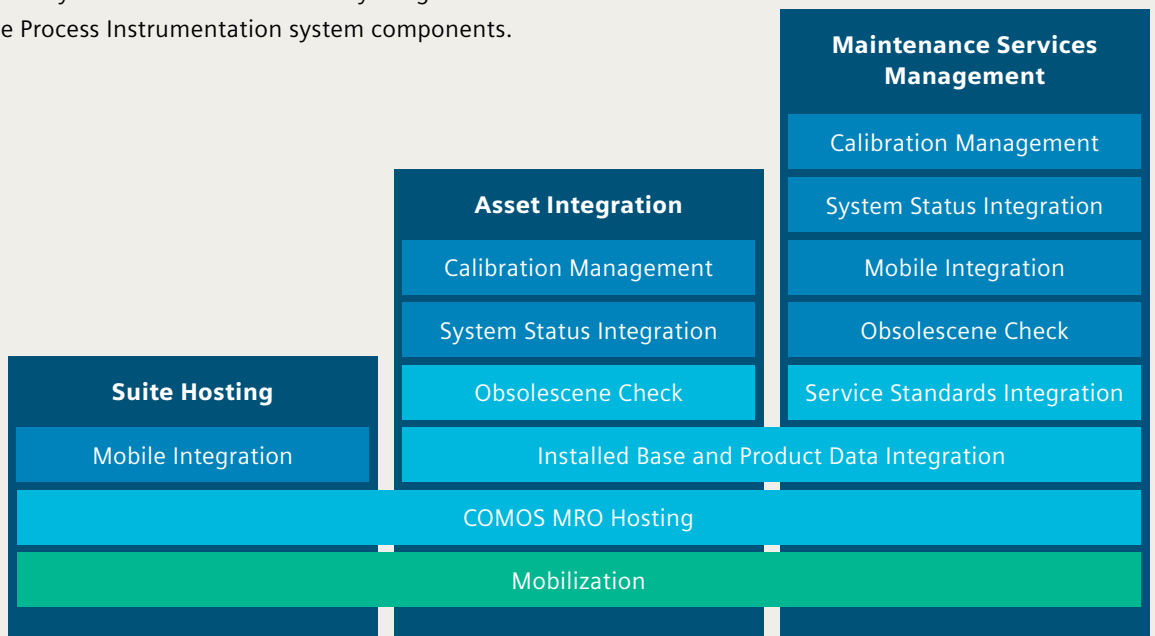 e Process Instrumentation system components.
Maintenance Services
Management
Calibration Management
System Status Integration
Mobile Integration
Obsolescene Check
Service Standards Integration
Asset Integration
Calibration Management
System Status Integration
Obsolescene Check
Suite Hosting
Mobile Integration
Installed Base and Product Data Integration
COMOS MRO Hosting
Mobilization